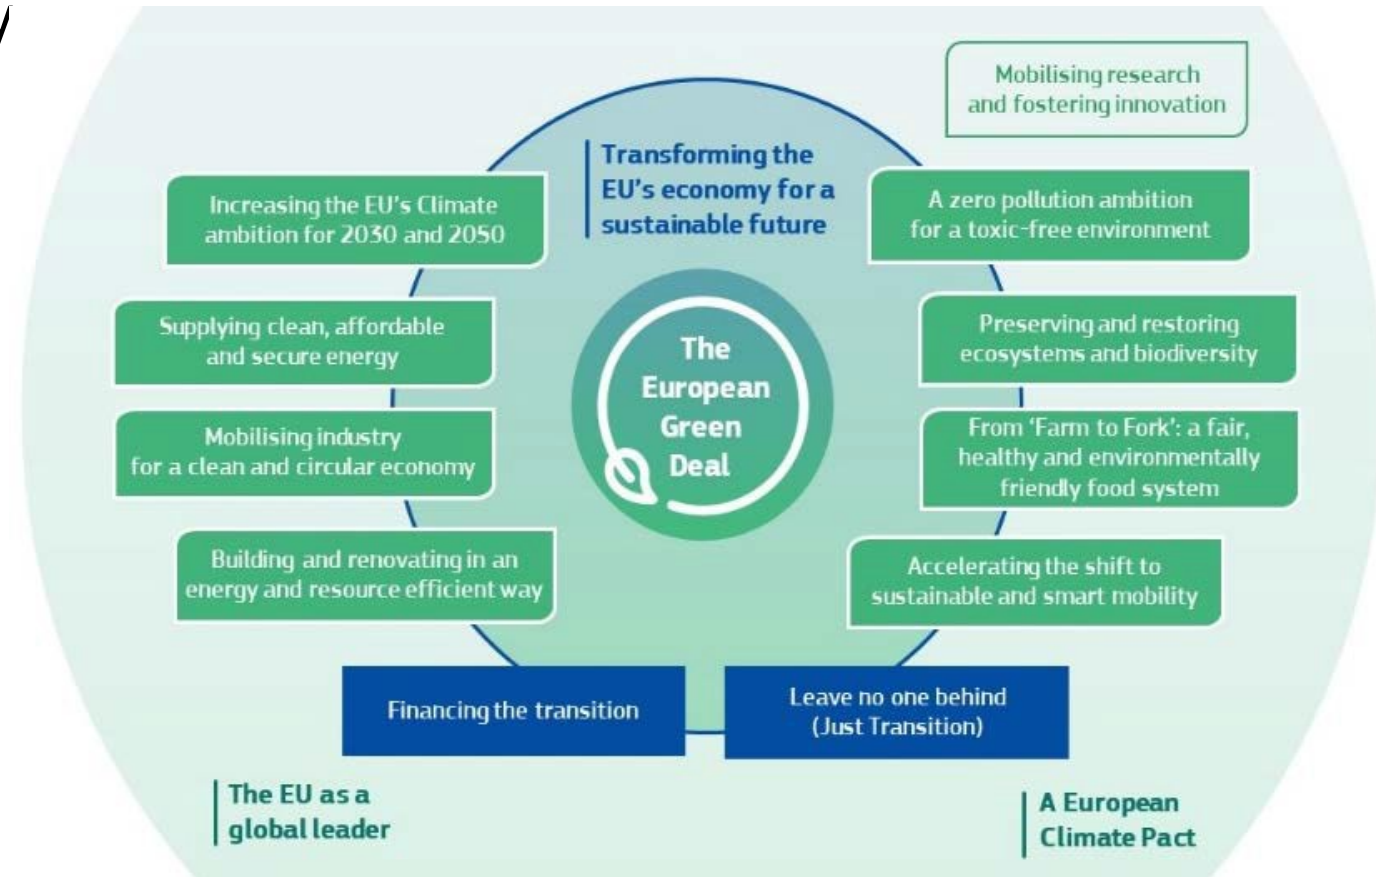 Mobilising research
and fostering innovation
Transforming the
EU's economy for a
sustainable future
Increasing the EU's Climate
ambition for 2030 and 2050
A zero pollution ambition
for a toxic-free environment
Supplying clean, affordable
and secure energy
Preserving and restoring
ecosystems and biodiversity
The
European
Green
Deal
Mobilising industry
for a clean and circular economy
From ‘Farm to Fork’: a fair,
healthy and environmentally
friendly food system
Building and renovating in an
energy and resource efficient way
Accelerating the shift to
sustainable and smart mobility
Financing the transition
Leave no one behind
(Just Transition)
The EU as a
global leader
A European
Climate Pact